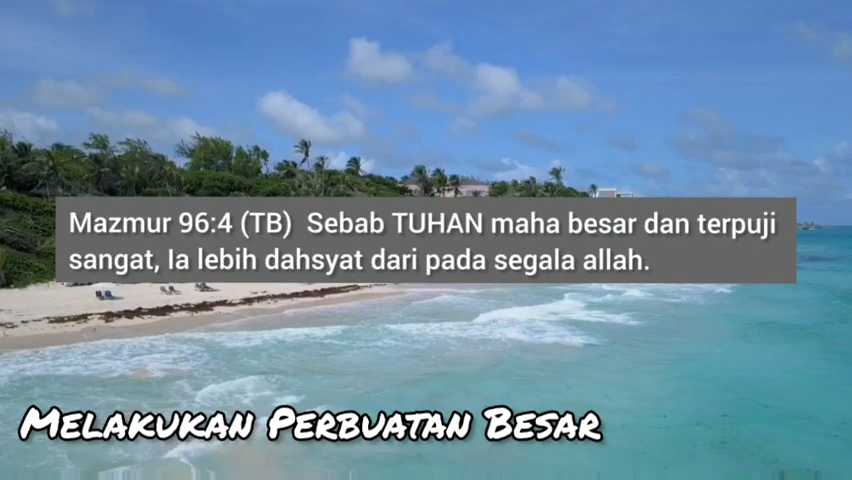 Mazmur 96:4 (TB)  Sebab TUHAN maha besar dan terpuji
sangat, Ia lebih dahsyat dari pada segala allah.
Melakukan Perbuatan Besar